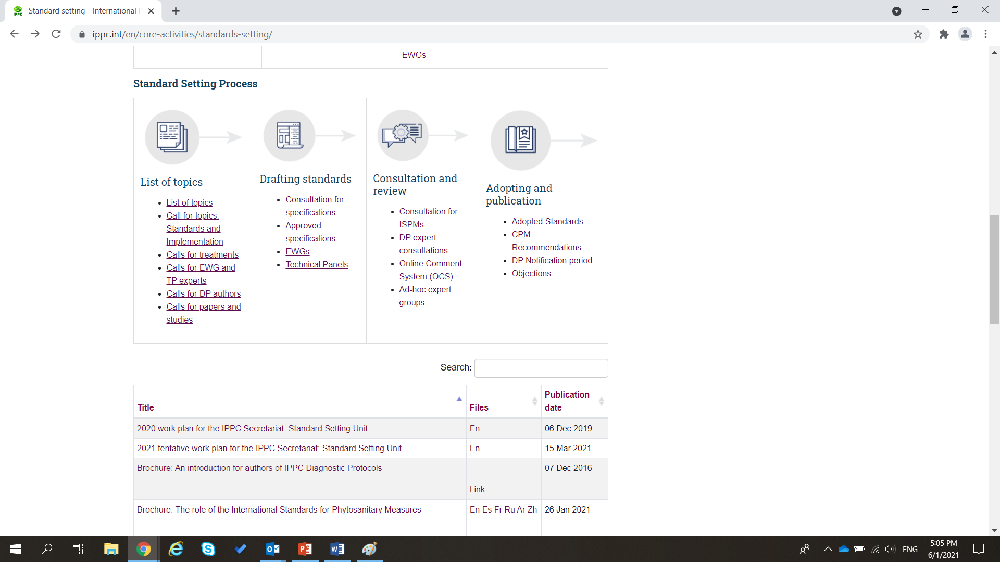 Standard setting - International P
ippc.int/en/core-activities/standards-setting/
EWGs
Standard Setting Process
List of topics
List of topics
Call for topics:
Standards and
Implementation
Calls for treatments
Calls for EWG and
TP experts
Calls for DP authors
Calls for papers and
studies
Drafting standards
Consultation for
specifications
Approved
specifications
EWGs
Technical Panels
Consultation and
review
Consultation for
ISPMs
DP expert
consultations
Online Comment
System (OCS)
Ad-hoc expert
groups
Adopting and
publication
Adopted Standards
CPM
Recommendations
DP Notification period
Objections
Search:
Title Files Publication
date
2020 work plan for the IPPC Secretariat: Standard Setting Unit En 06 Dec 2019
2021 tentative work plan for the IPPC Secretariat: Standard Setting Unit En 15 Mar 2021
Brochure: An introduction for authors of IPPC Diagnostic Protocols 07 Dec 2016
Link
Brochure: The role of the International Standards for Phytosanitary Measures En Es Fr Ru Ar Zh 26 Jan 2021
ENG
5:05 PM
6/1/2021